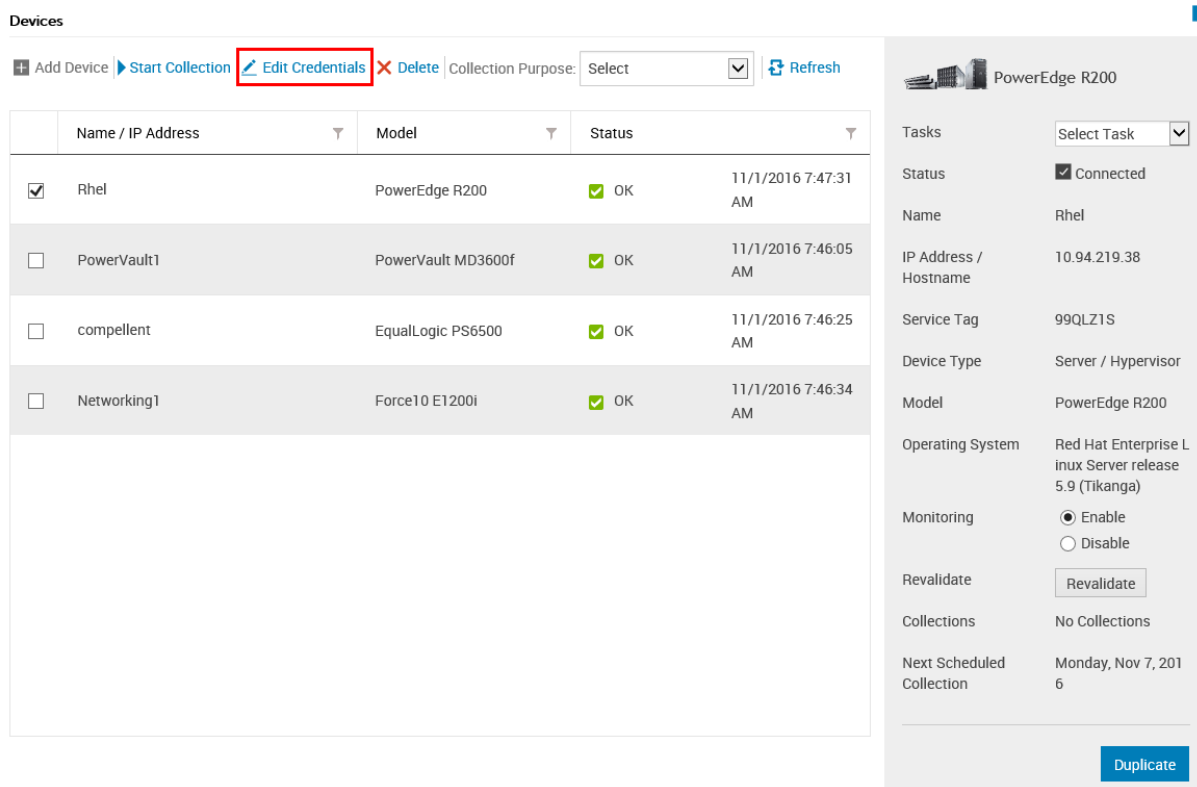 Devices
Add Device Start Collection Edit Credentials Delete Collection Purpose: Select Refresh
Name / IP Address Model Status
Rhel PowerEdge R200 OK 11/1/2016 7:47:31
AM
PowerVault1 PowerVault MD3600f OK 11/1/2016 7:46:05
AM
compellent EqualLogic PS6500 OK 11/1/2016 7:46:25
AM
Networking1 Force10 E1200i OK 11/1/2016 7:46:34
AM
PowerEdge R200
Tasks Select Task
Status Connected
Name Rhel
IP Address / 10.94.219.38
Hostname
Service Tag 99QLZ1S
Device Type Server / Hypervisor
Model PowerEdge R200
Operating System Red Hat Enterprise L
inux Server release
5.9 (Tikanga)
Monitoring Enable
Disable
Revalidate Revalidate
Collections No Collections
Next Scheduled Monday, Nov 7, 201
Collection 6
Duplicate